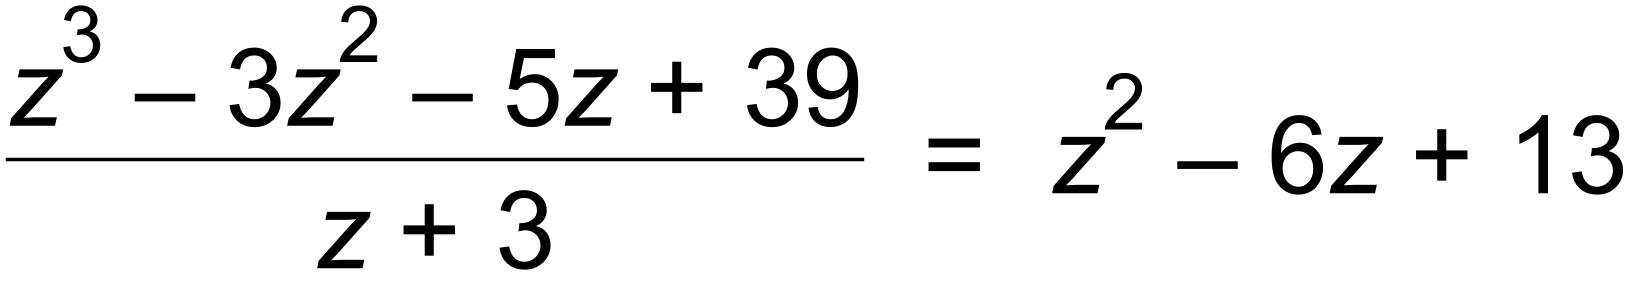 z³ – 3z² – 5z + 39
z + 3
= z² – 6z + 13